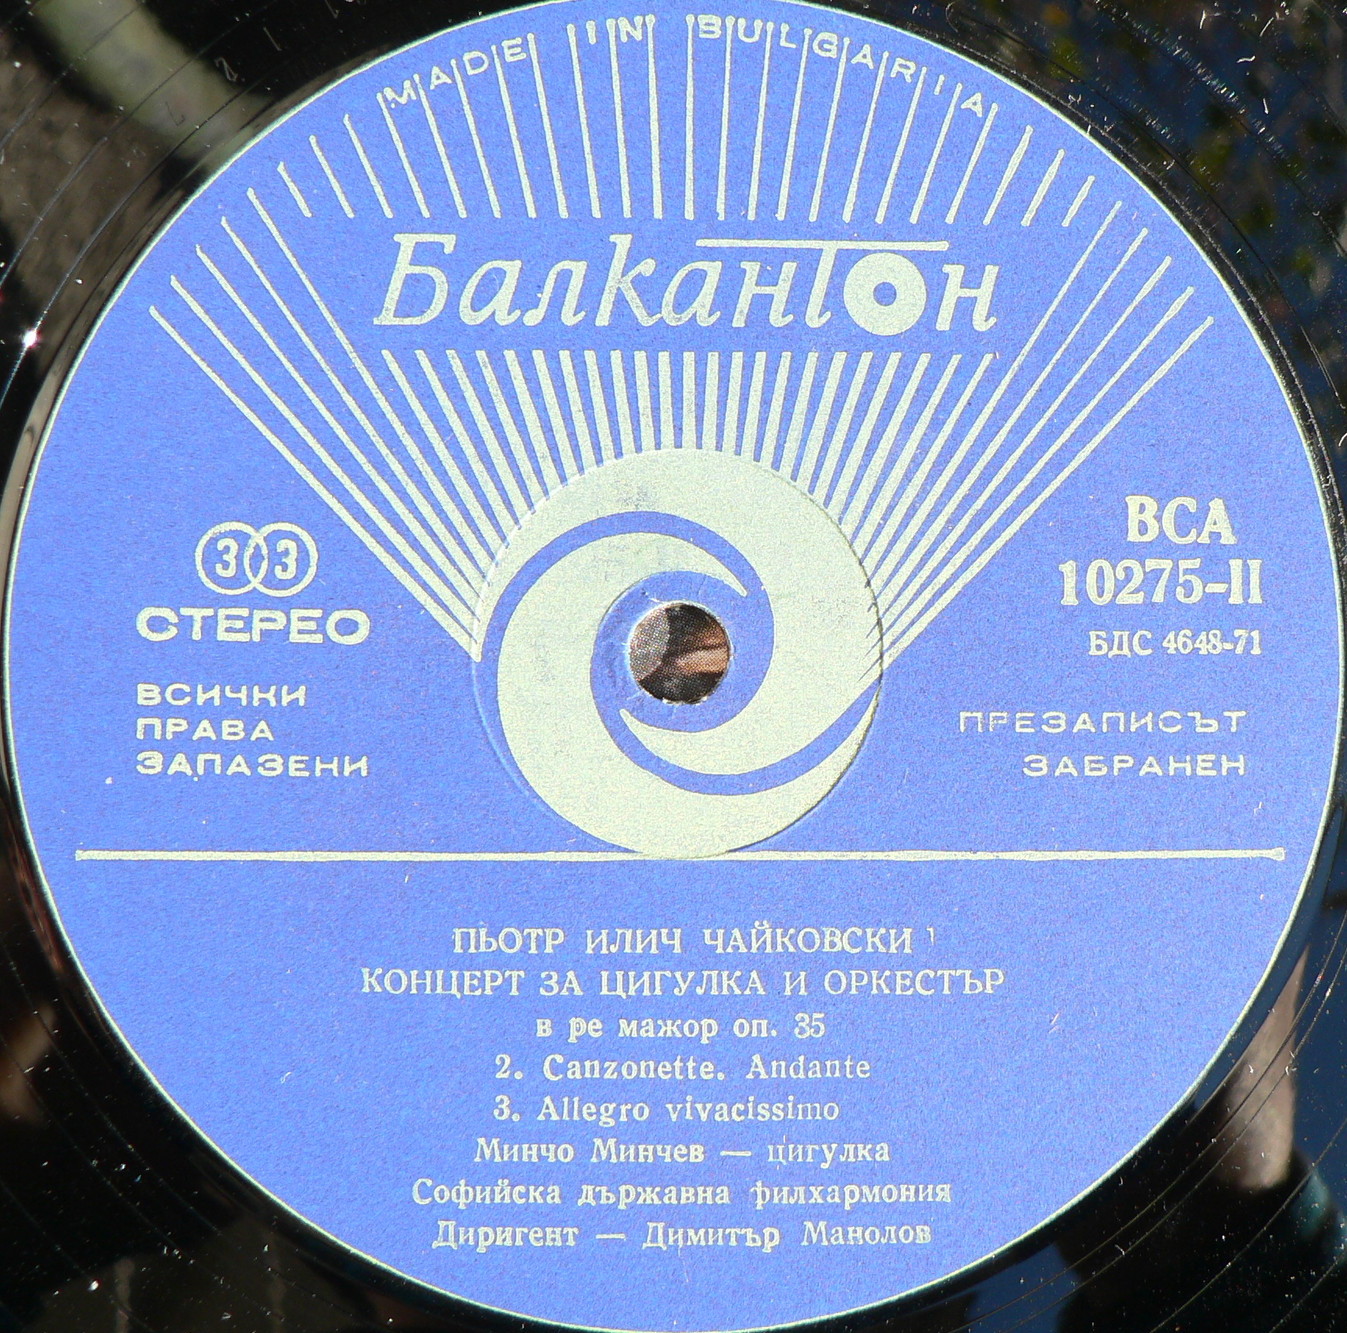 MADE IN BULGARIA
Балкантон
33
СТЕРЕО
ВСИЧКИ
ПРАВА
ЗАПАЗЕНИ
ВСА
10275-II
БДС 4648-71
ПРЕЗАПИСЪТ
ЗАБРАНЕН
ПЬОТР ИЛИЧ ЧАЙКОВСКИ
КОНЦЕРТ ЗА ЦИГУЛКА И ОРКЕСТЪР
в ре мажор оп. 35
2. Canzonette. Andante
3. Allegro vivacissimo
Минчо Минчев — цигулка
Софийска държавна филхармония
Диригент — Димитър Манолов